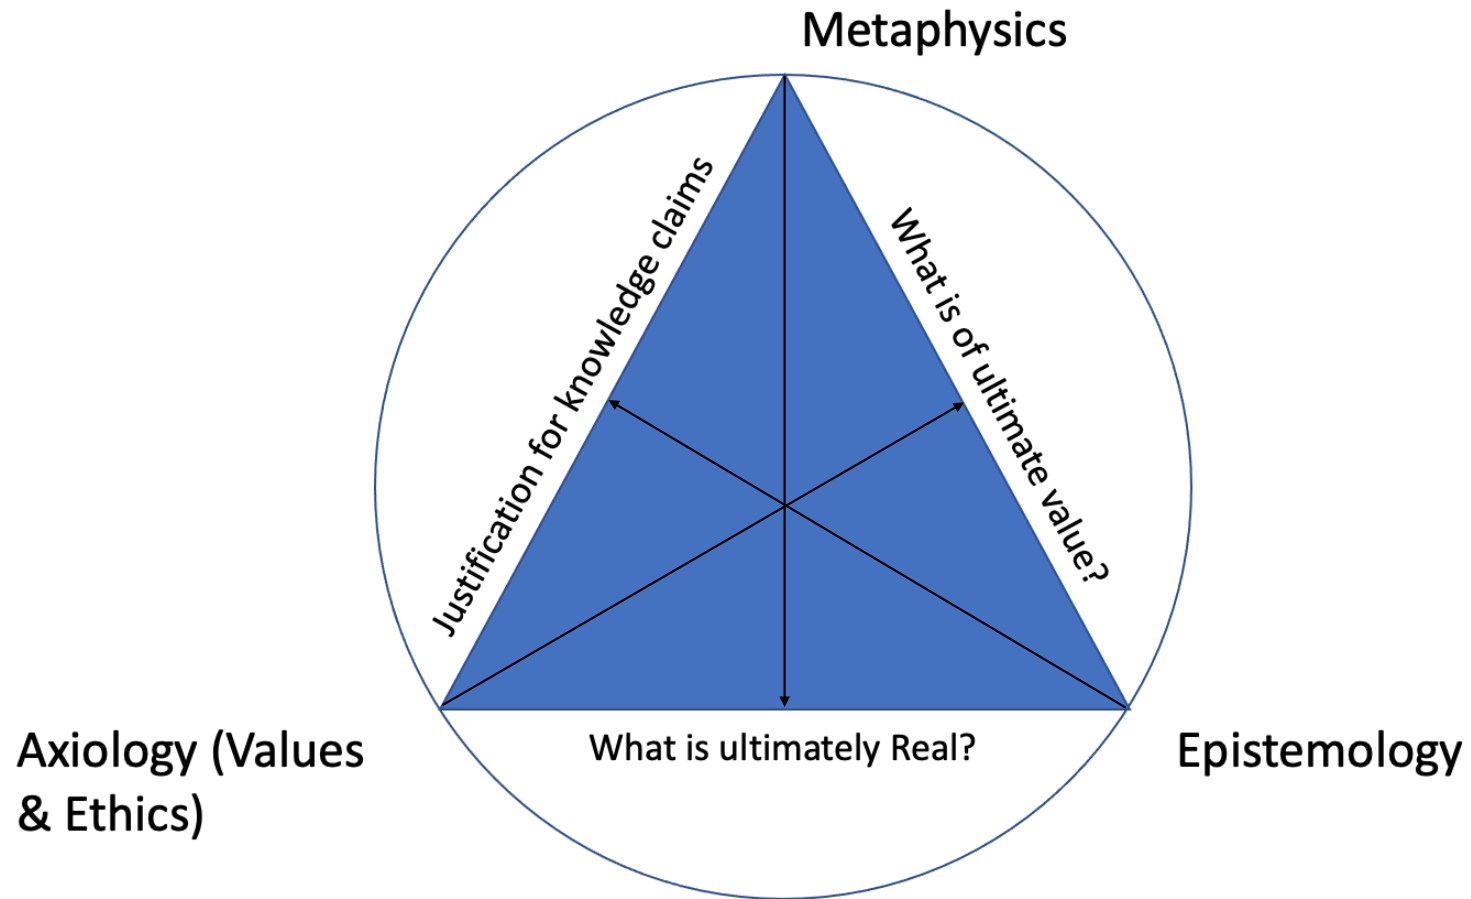 Metaphysics
Justification for knowledge claims
What is of ultimate value?
Axiology (Values
& Ethics)
What is ultimately Real?
Epistemology